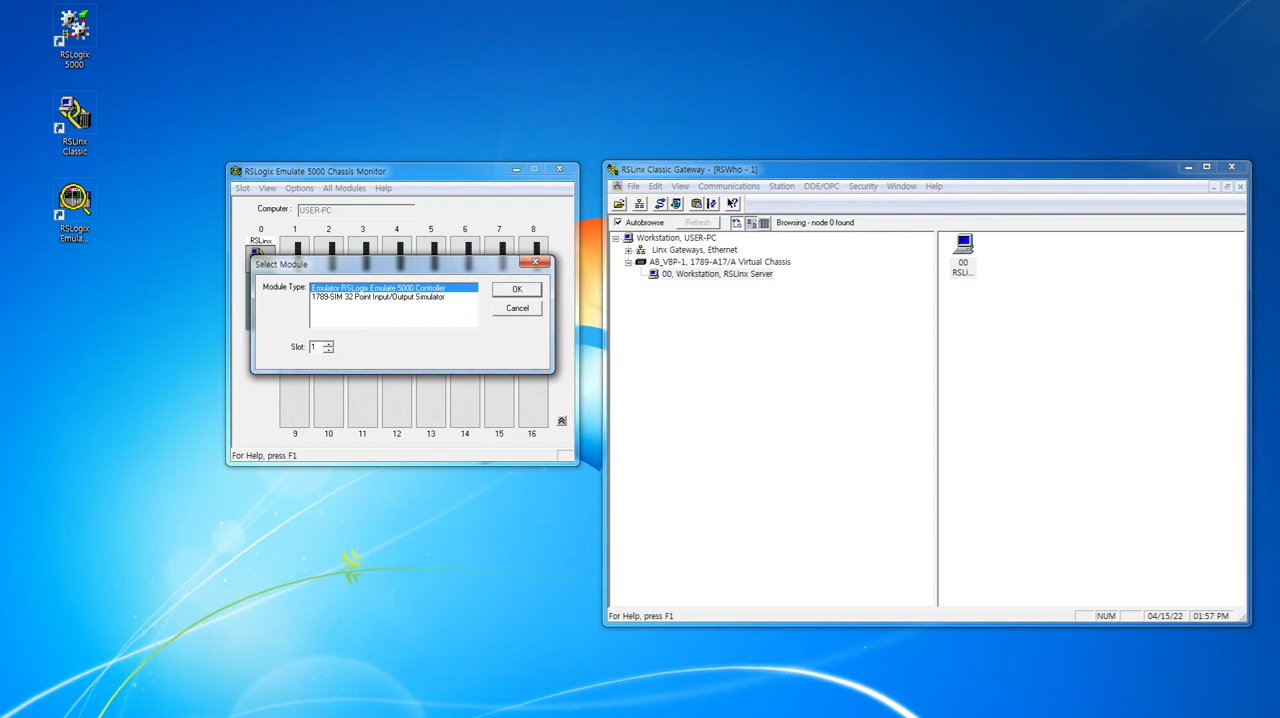 RSLogix
5000
RSLinx
Classic
RSLogix
Emula...
RSLogix Emulate 5000 Chassis Monitor
Slot View Options All Modules Help
Computer : USER-PC
0 1 2 3 4 5 6 7 8
RSLinx
Select Module
Module Type: Emulator RSLogix Emulate 5000 Controller
1789-SIM 32 Point Input/Output Simulator
OK
Cancel
Slot: 1
9 10 11 12 13 14 15 16
For Help, press F1
RSLinx Classic Gateway - [RSWho - 1]
File Edit View Communications Station DDE/OPC Security Window Help
Autobrowse Refresh Browsing - node 0 found
Workstation, USER-PC
Linx Gateways, Ethernet
AB_VBP-1, 1789-A17/A Virtual Chassis
00, Workstation, RSLinx Server
00
RSLi...
For Help, press F1 NUM 04/15/22 01:57 PM